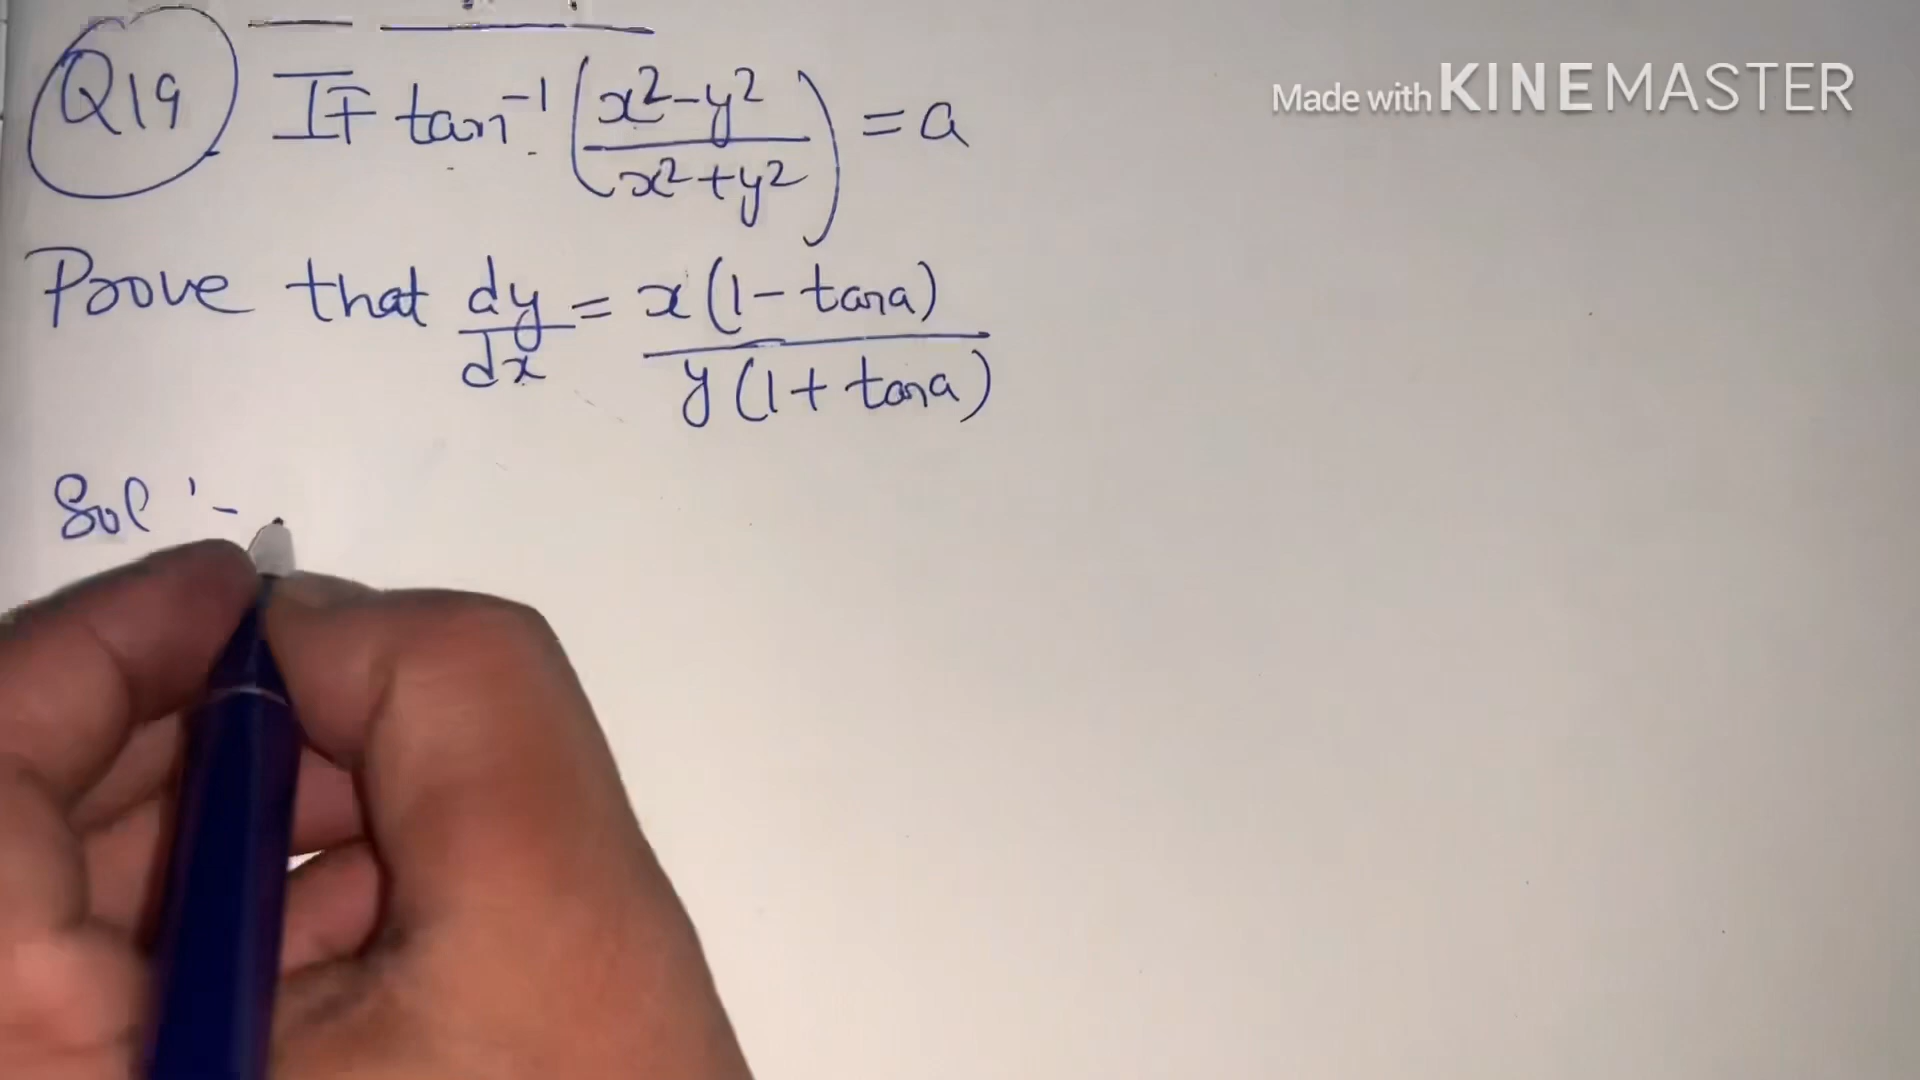 Made with KINEMASTER
Q19 If tan⁻¹ (x²-y² / x²+y²) = a
Prove that dy/dx = x(1 - tana) / y(1 + tana)
Sol :-